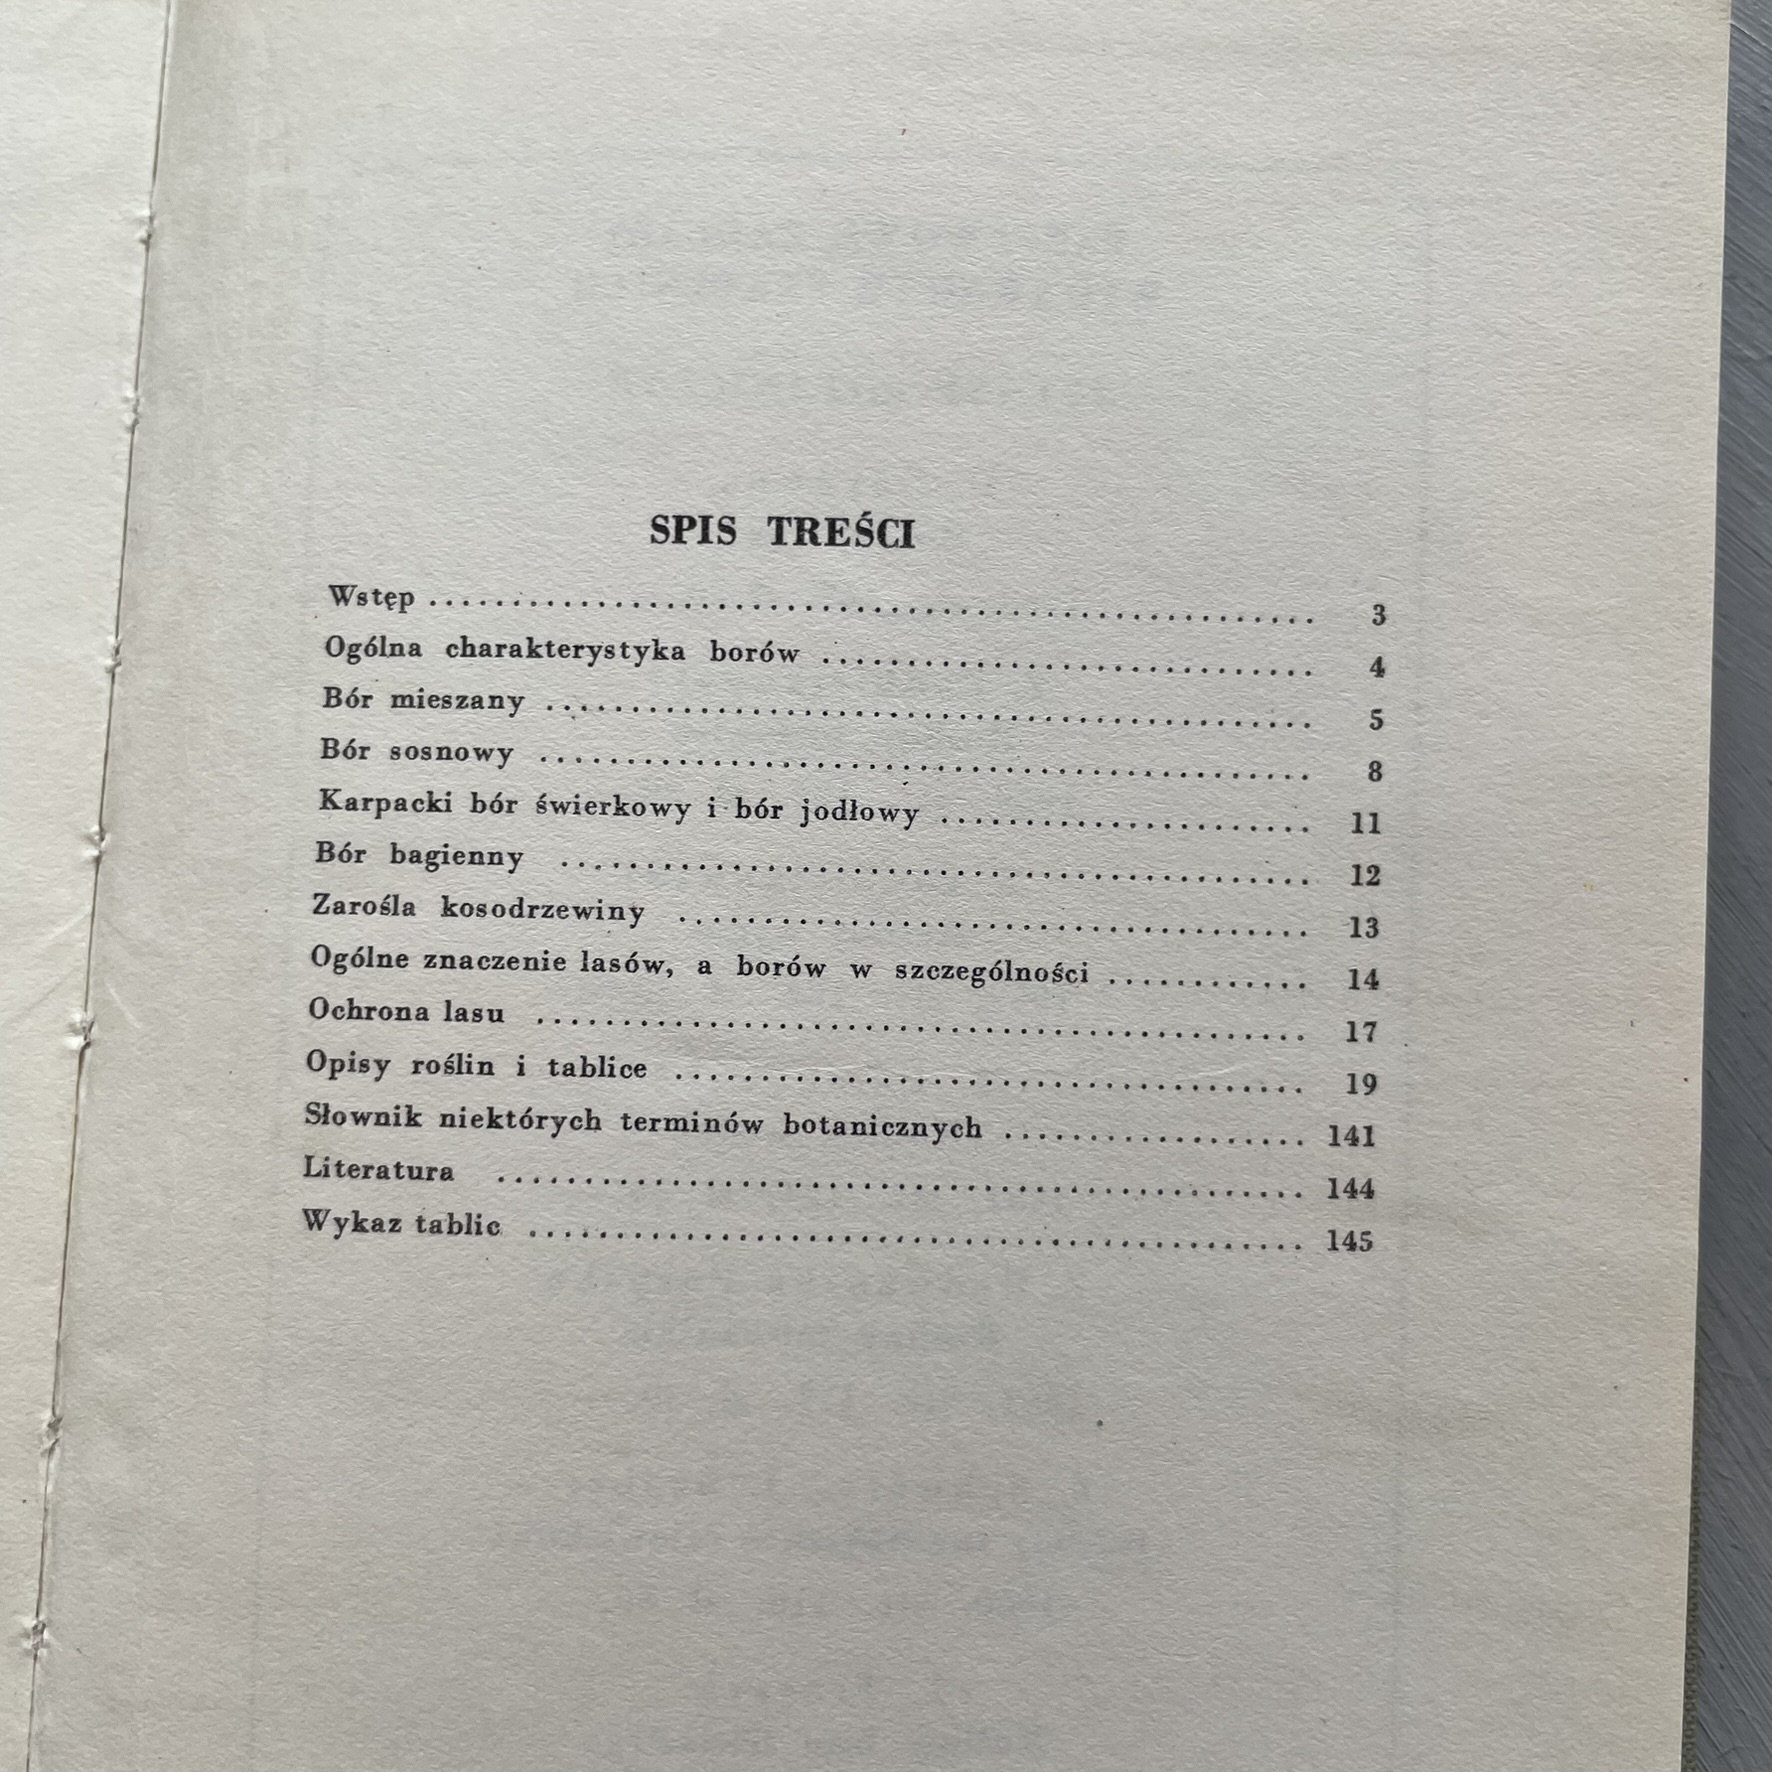 SPIS TREŚCI
Wstęp 3
Ogólna charakterystyka borów 4
Bór mieszany 5
Bór sosnowy 8
Karpacki bór świerkowy i bór jodłowy 11
Bór bagienny 12
Zarośla kosodrzewiny 13
Ogólne znaczenie lasów, a borów w szczególności 14
Ochrona lasu 17
Opisy roślin i tablice 19
Słownik niektórych terminów botanicznych 141
Literatura 144
Wykaz tablic 145